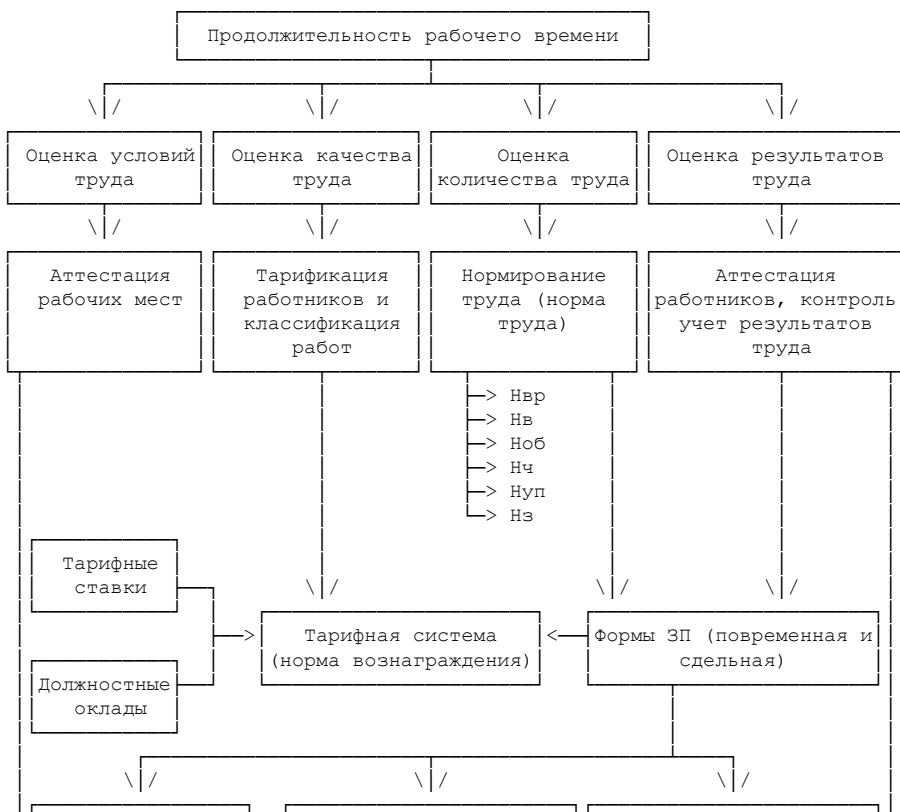 Продолжительность рабочего времени
Оценка условий труда
Оценка качества труда
Оценка количества труда
Оценка результатов труда
Аттестация рабочих мест
Тарификация работников и классификация работ
Нормирование труда (норма труда)
Аттестация работников, контроль учет результатов труда
Нвр
Нв
Ноб
Нч
Нуп
Нз
Тарифные ставки
Должностные оклады
Тарифная система (норма вознаграждения)
Формы ЗП (повременная и сдельная)